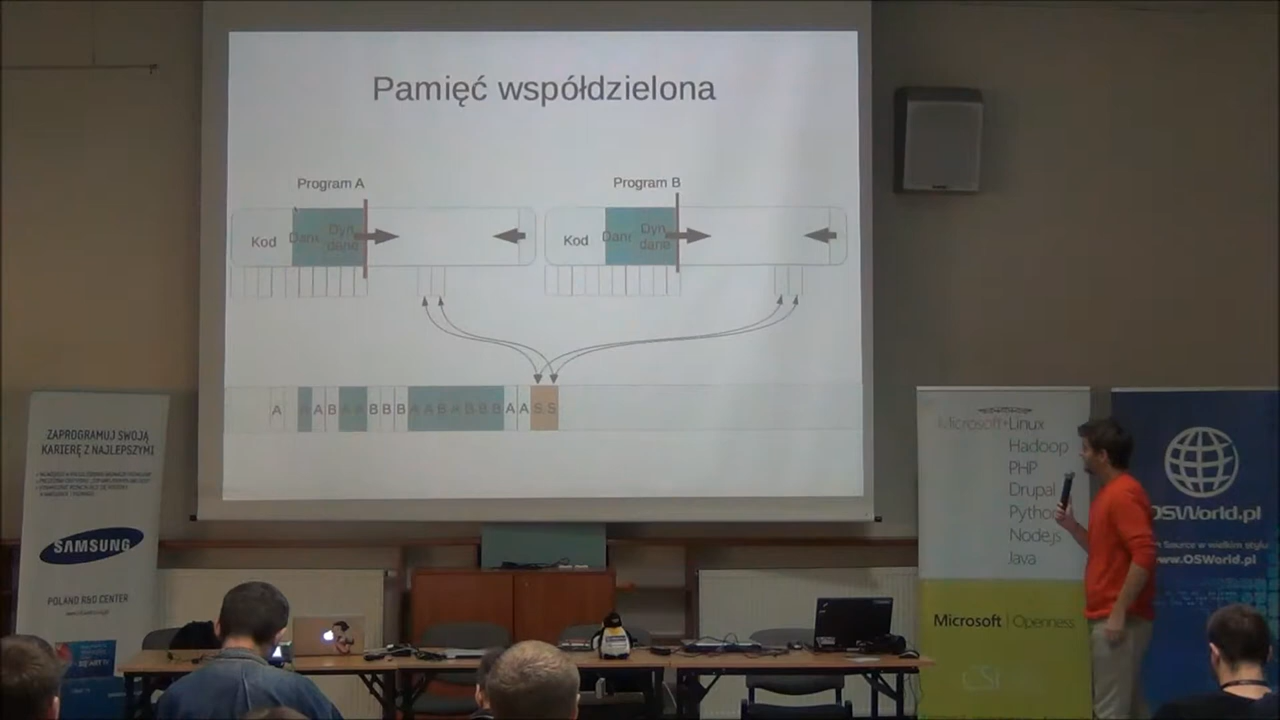 Pamięć współdzielona
Program A
Program B
Kod
Dane
Dyn
dane
Kod
Dane
Dyn
dane
A
A A B A A B B B A A B A B B B A A S S
ZAPROGRAMUJ SWOJĄ
KARIERĘ Z NAJLEPSZYMI
SAMSUNG
POLAND R&D CENTER
Microsoft+Linux
Hadoop
PHP
Drupal
Python
Node.js
Java
Microsoft | Openness
OSWorld.pl
Source w wielkim stylu
www.OSWorld.pl